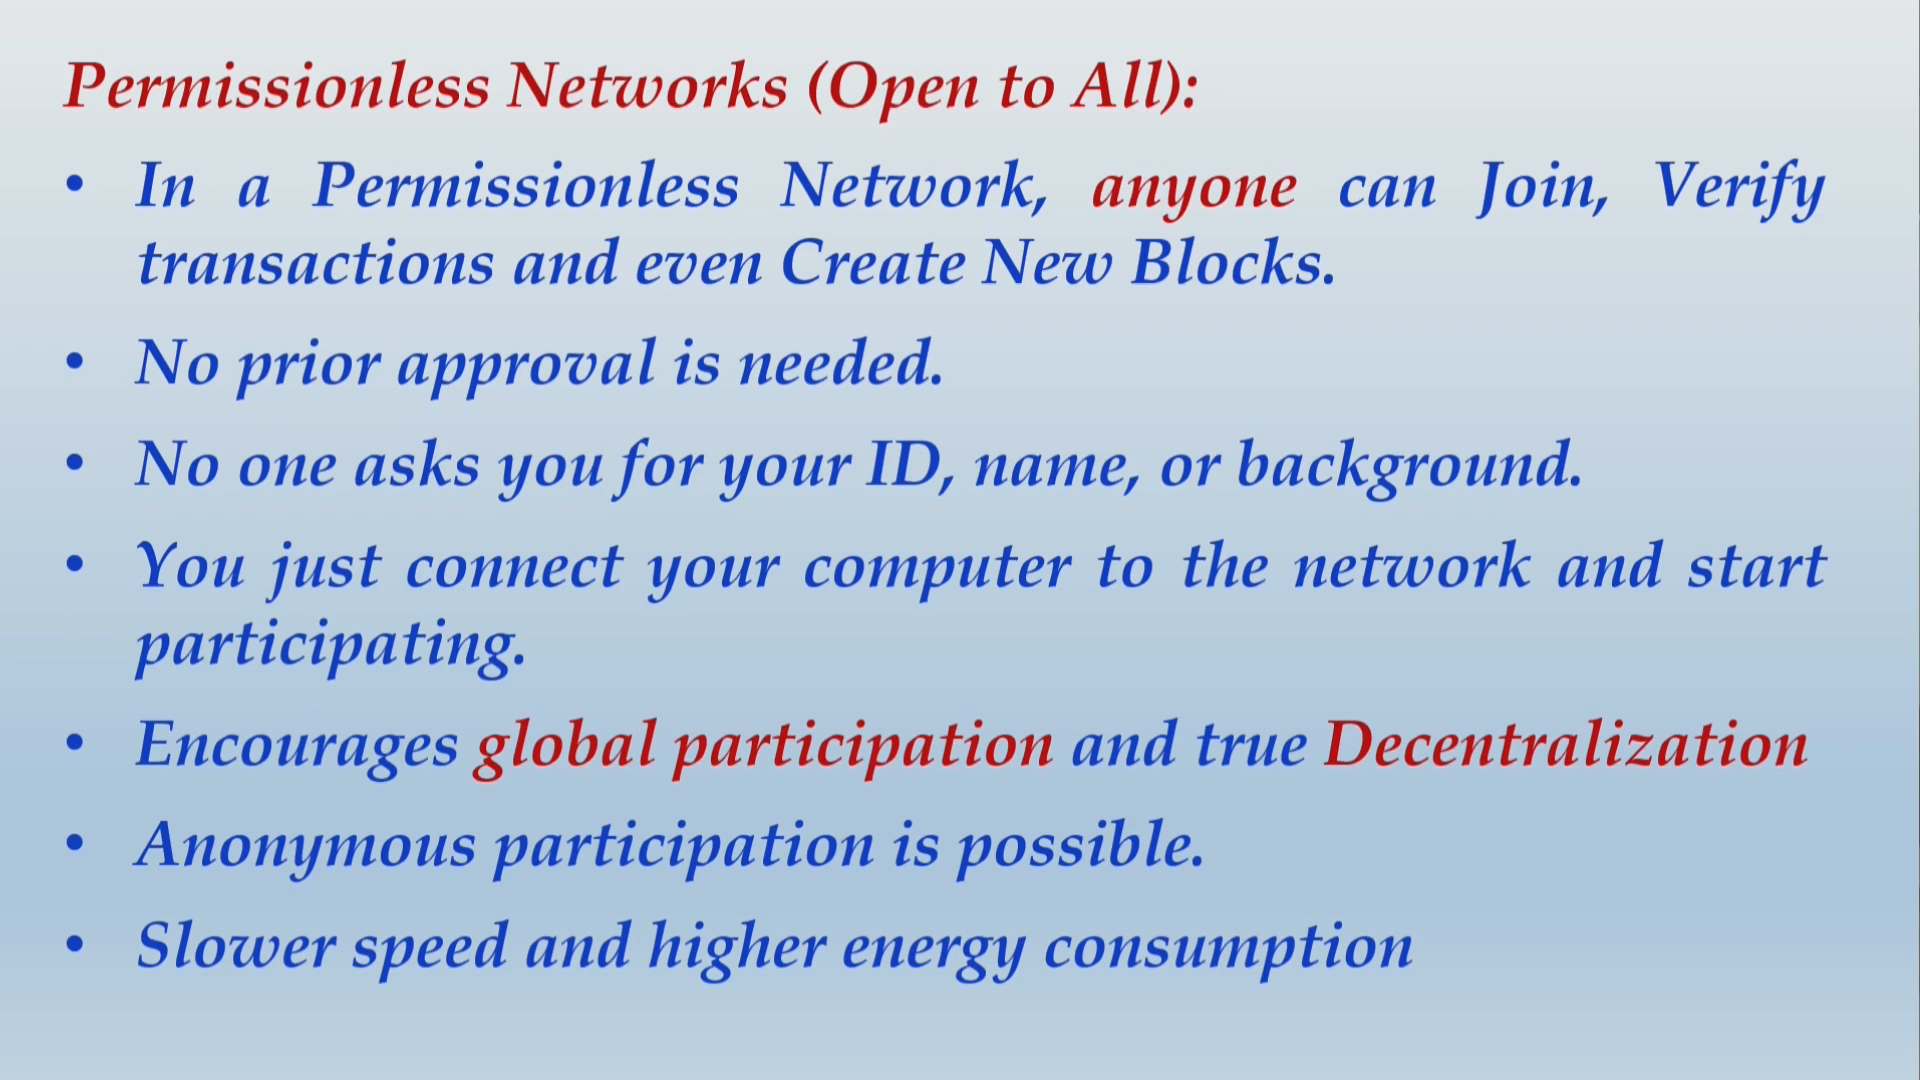 Permissionless Networks (Open to All):
• In a Permissionless Network, anyone can Join, Verify
transactions and even Create New Blocks.
• No prior approval is needed.
• No one asks you for your ID, name, or background.
• You just connect your computer to the network and start
participating.
• Encourages global participation and true Decentralization
• Anonymous participation is possible.
• Slower speed and higher energy consumption